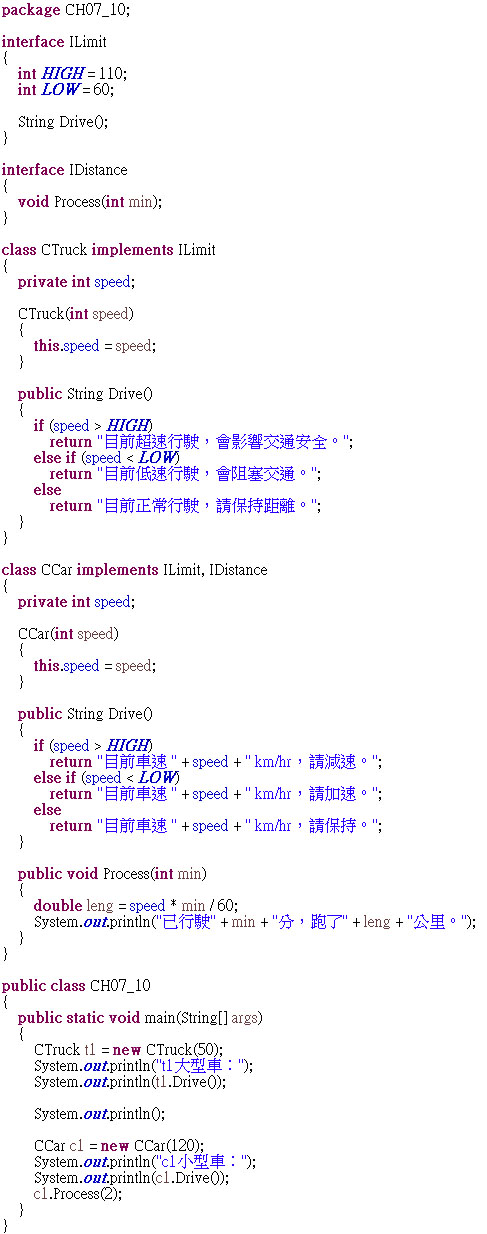 package CH07_10;
interface ILimit
{
int HIGH = 110;
int LOW = 60;
String Drive();
}
interface IDistance
{
void Process(int min);
}
class CTruck implements ILimit
{
private int speed;
CTruck(int speed)
{
this.speed = speed;
}
public String Drive()
{
if (speed > HIGH)
return "目前超速行駛，會影響交通安全。";
else if (speed < LOW)
return "目前低速行駛，會阻塞交通。";
else
return "目前正常行駛，請保持距離。";
}
}
class CCar implements ILimit, IDistance
{
private int speed;
CCar(int speed)
{
this.speed = speed;
}
public String Drive()
{
if (speed > HIGH)
return "目前車速 " + speed + " km/hr，請減速。";
else if (speed < LOW)
return "目前車速 " + speed + " km/hr，請加速。";
else
return "目前車速 " + speed + " km/hr，請保持。";
}
public void Process(int min)
{
double leng = speed * min / 60;
System.out.println("已行駛" + min + "分，跑了" + leng + "公里。");
}
}
public class CH07_10
{
public static void main(String[] args)
{
CTruck t1 = new CTruck(50);
System.out.println("t1大型車：");
System.out.println(t1.Drive());
System.out.println();
CCar c1 = new CCar(120);
System.out.println("c1小型車：");
System.out.println(c1.Drive());
c1.Process(2);
}
}